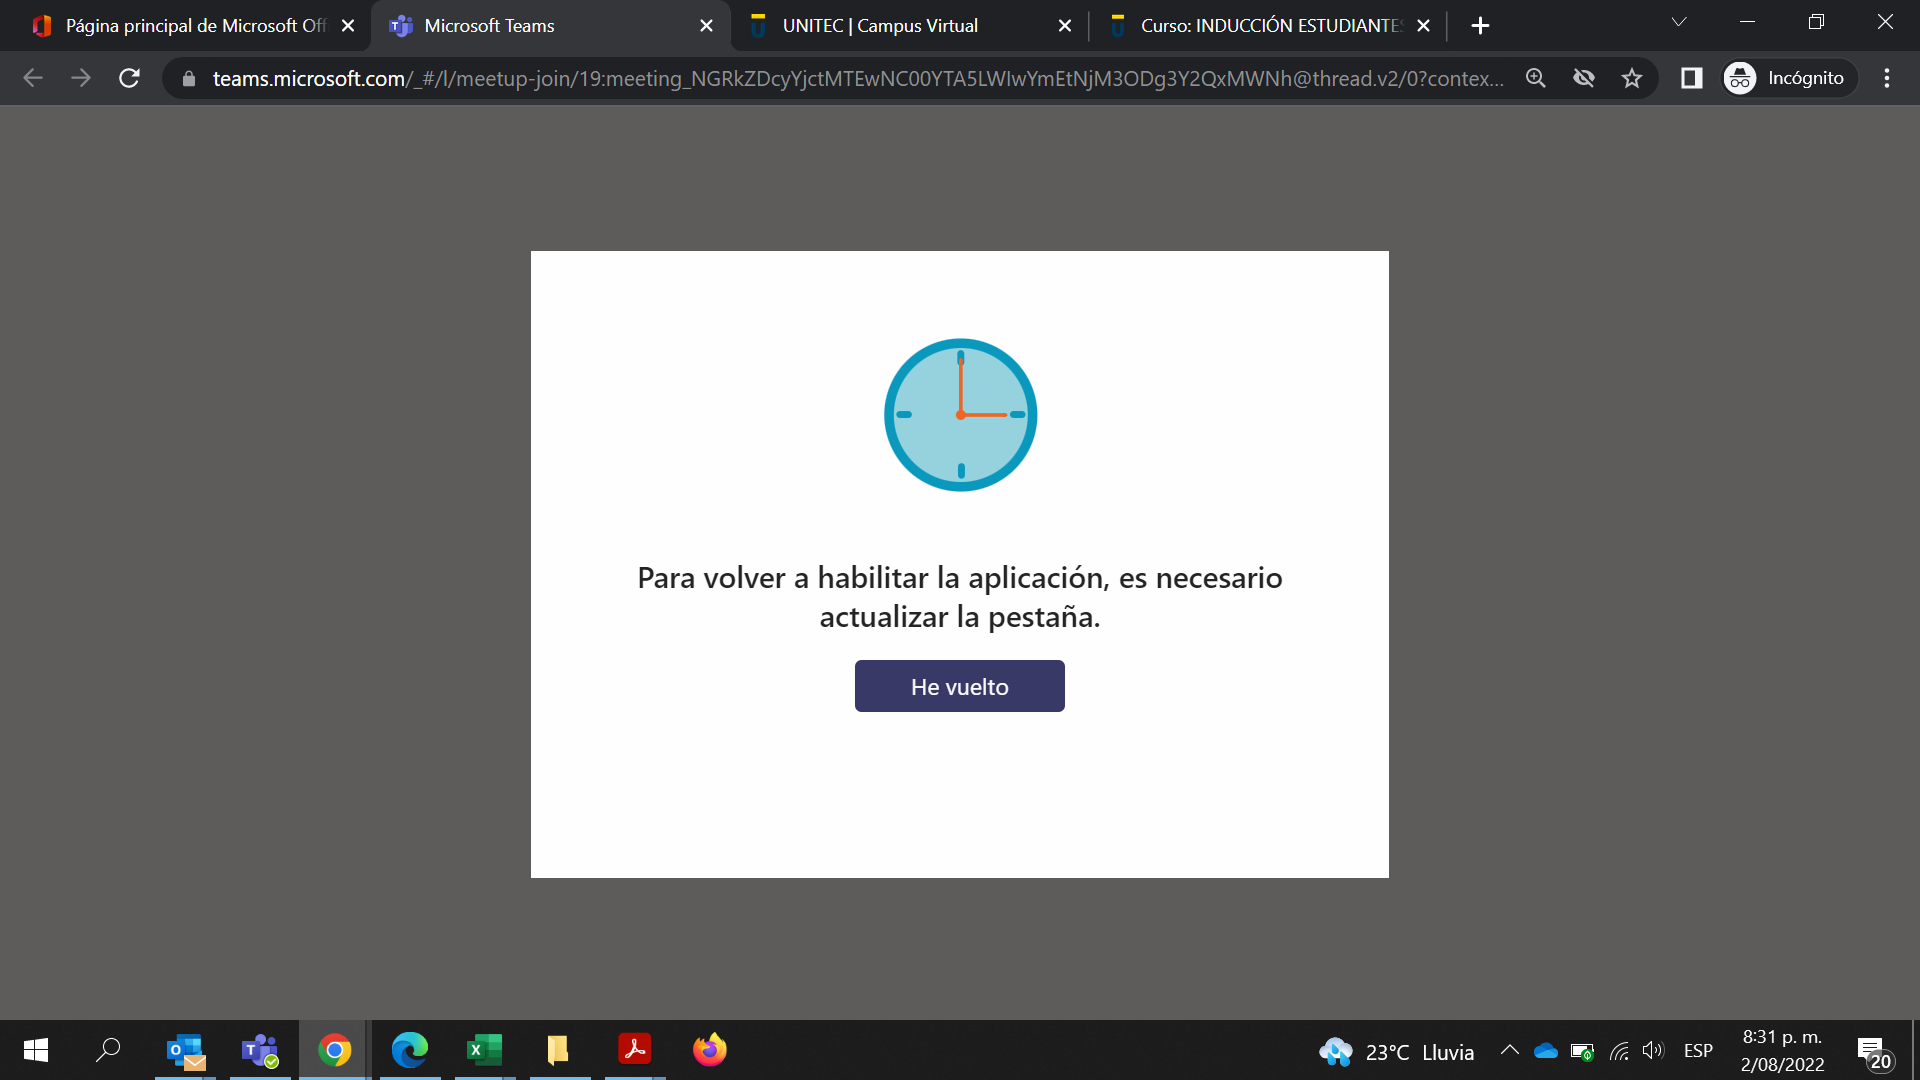 Página principal de Microsoft Off
Microsoft Teams
UNITEC | Campus Virtual
Curso: INDUCCIÓN ESTUDIANTES
teams.microsoft.com/_#/l/meetup-join/19:meeting_NGRkZDcyYjctMTEwNC00YTA5LWIwYmEtNjM3ODg3Y2QxMWNh@thread.v2/0?contex...
Incógnito
Para volver a habilitar la aplicación, es necesario
actualizar la pestaña.
He vuelto
23°C Lluvia
ESP
8:31 p. m.
2/08/2022
20